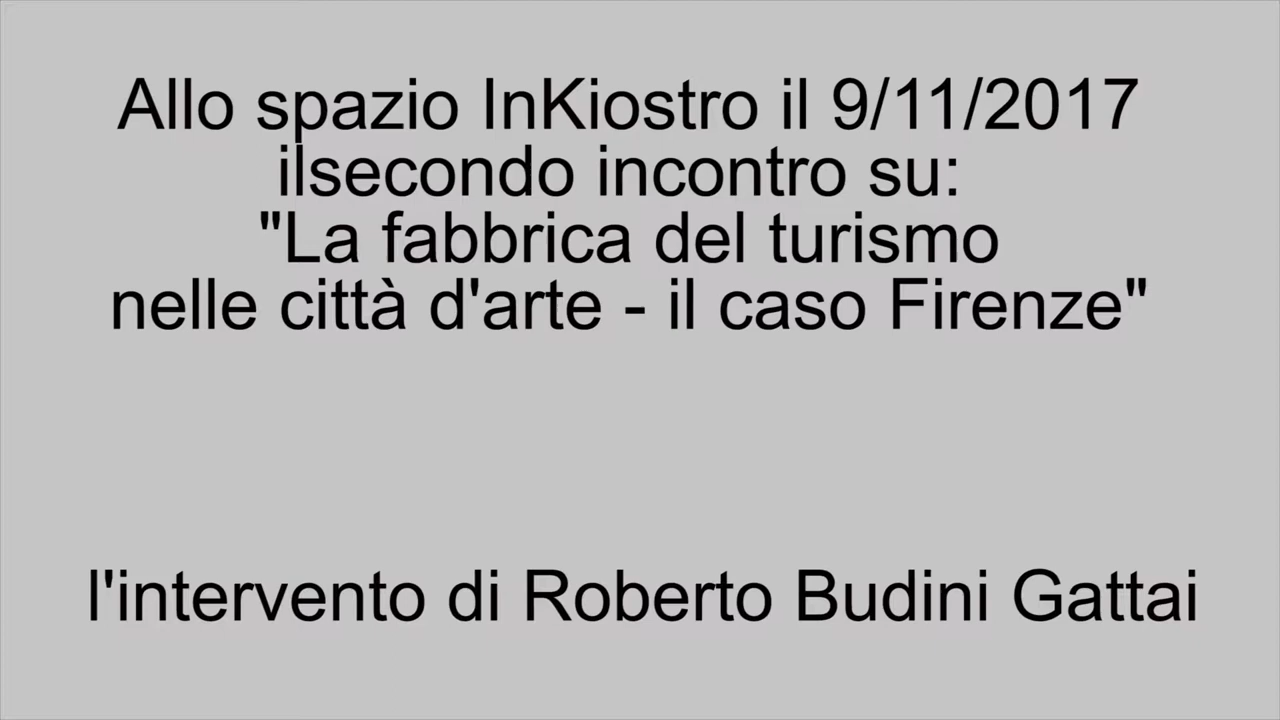 Allo spazio InKiostro il 9/11/2017
ilsecondo incontro su:
"La fabbrica del turismo
nelle città d'arte - il caso Firenze"
l'intervento di Roberto Budini Gattai